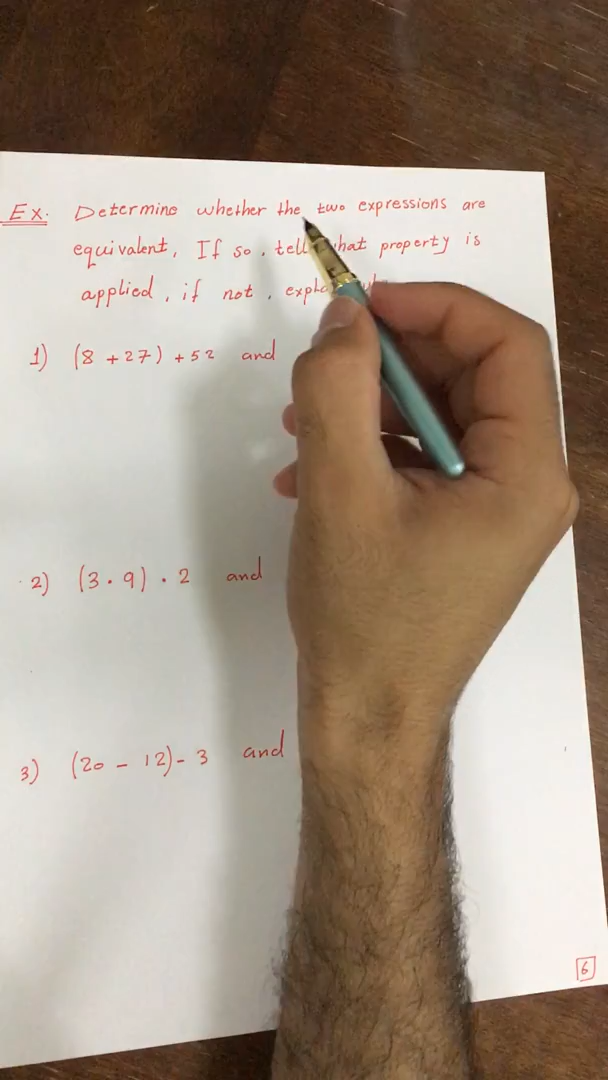 Ex. Determine whether the two expressions are
equivalent, If so, tell what property is
applied, if not, explain
1) (8 + 27) + 52 and
2) (3 . 9) . 2 and
3) (20 - 12) - 3 and
6